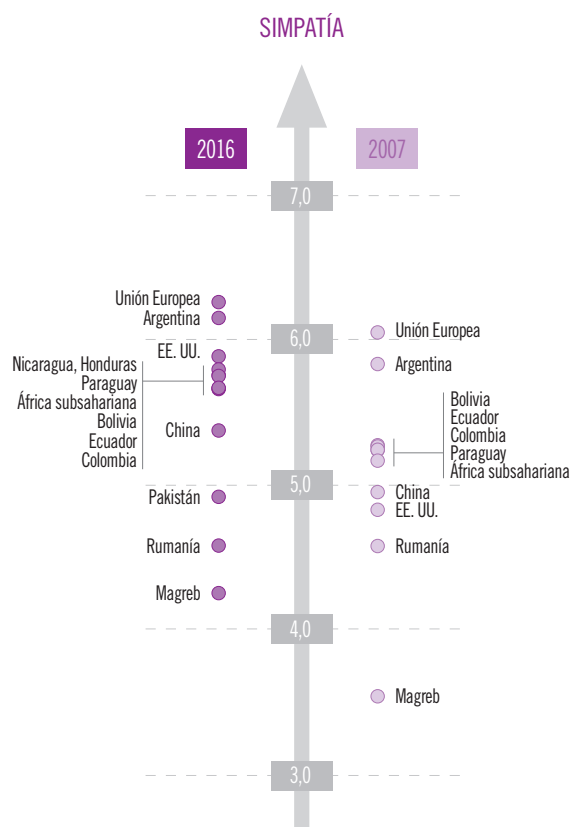 SIMPATÍA
2016
2007
7,0
Unión Europea
Argentina
6,0
Unión Europea
EE. UU.
Nicaragua, Honduras
Paraguay
África subsahariana
Bolivia
Ecuador
Colombia
Argentina
China
Bolivia
Ecuador
Colombia
Paraguay
África subsahariana
5,0
Pakistán
China
EE. UU.
Rumanía
Rumanía
Magreb
4,0
Magreb
3,0